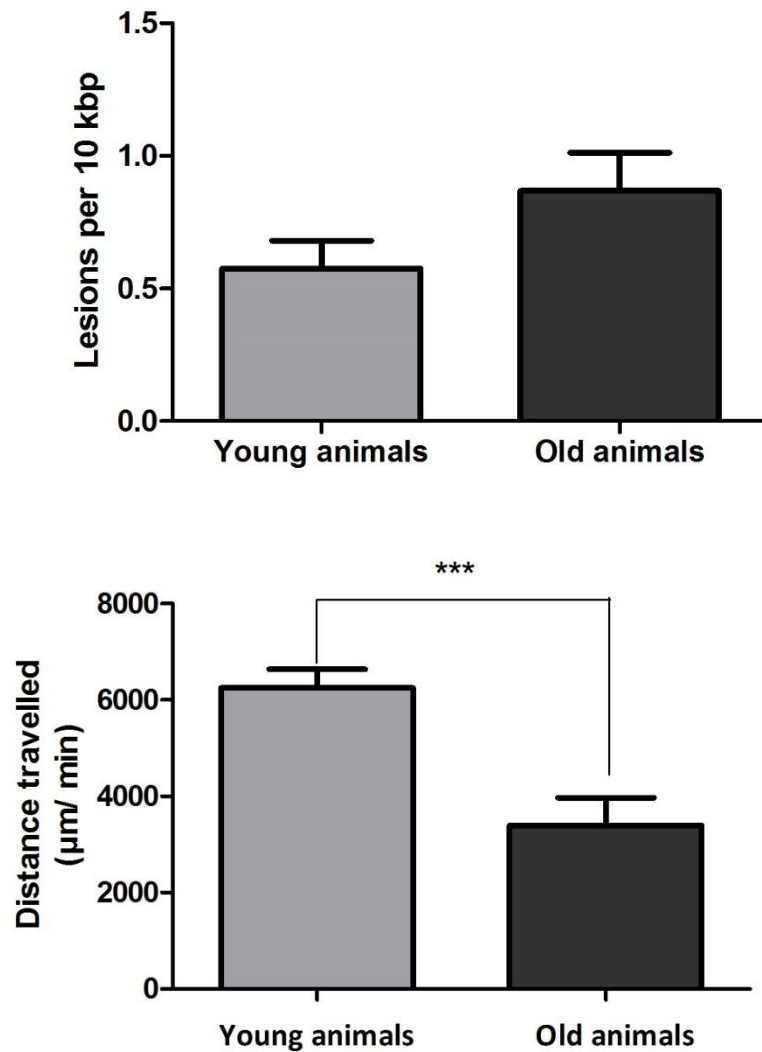 Lesions per 10 kbp
1.5
1.0
0.5
0.0
Young animals
Old animals
***
Distance travelled
(µm/ min)
8000
6000
4000
2000
0
Young animals
Old animals